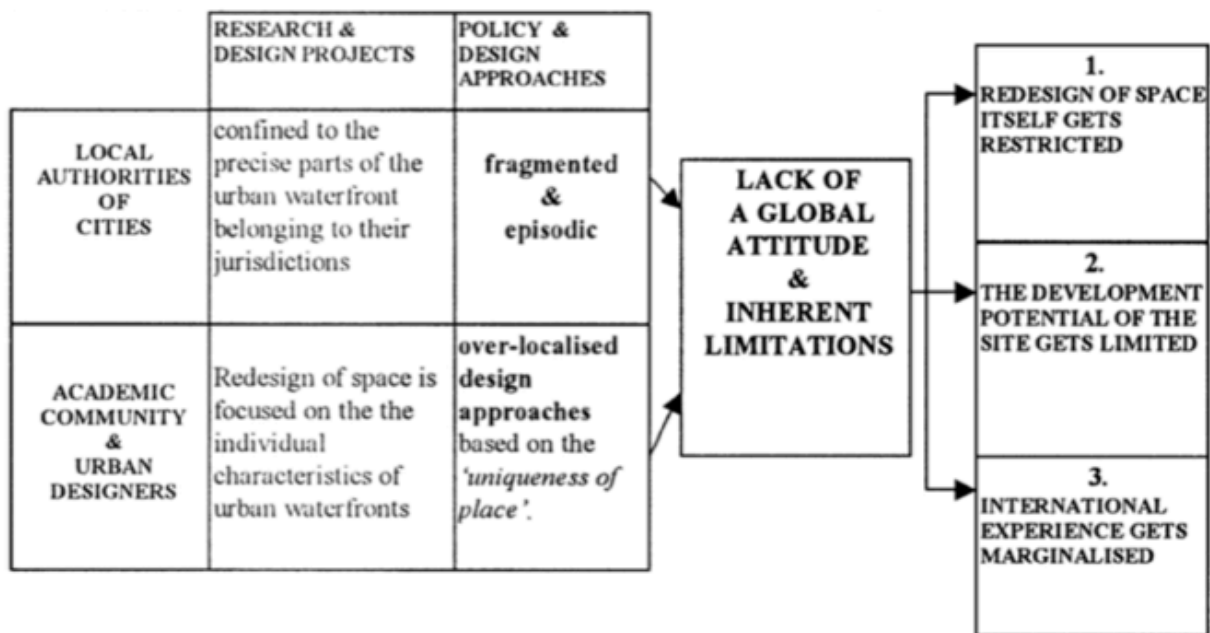 RESEARCH &
DESIGN PROJECTS
POLICY &
DESIGN
APPROACHES
LOCAL
AUTHORITIES
OF
CITIES
confined to the
precise parts of the
urban waterfront
belonging to their
jurisdictions
fragmented
&
episodic
ACADEMIC
COMMUNITY
&
URBAN
DESIGNERS
Redesign of space is
focused on the the
individual
characteristics of
urban waterfronts
over-localised
design
approaches
based on the
‘uniqueness of
place’.
LACK OF
A GLOBAL
ATTITUDE
&
INHERENT
LIMITATIONS
1.
REDESIGN OF SPACE
ITSELF GETS
RESTRICTED
2.
THE DEVELOPMENT
POTENTIAL OF THE
SITE GETS LIMITED
3.
INTERNATIONAL
EXPERIENCE GETS
MARGINALISED